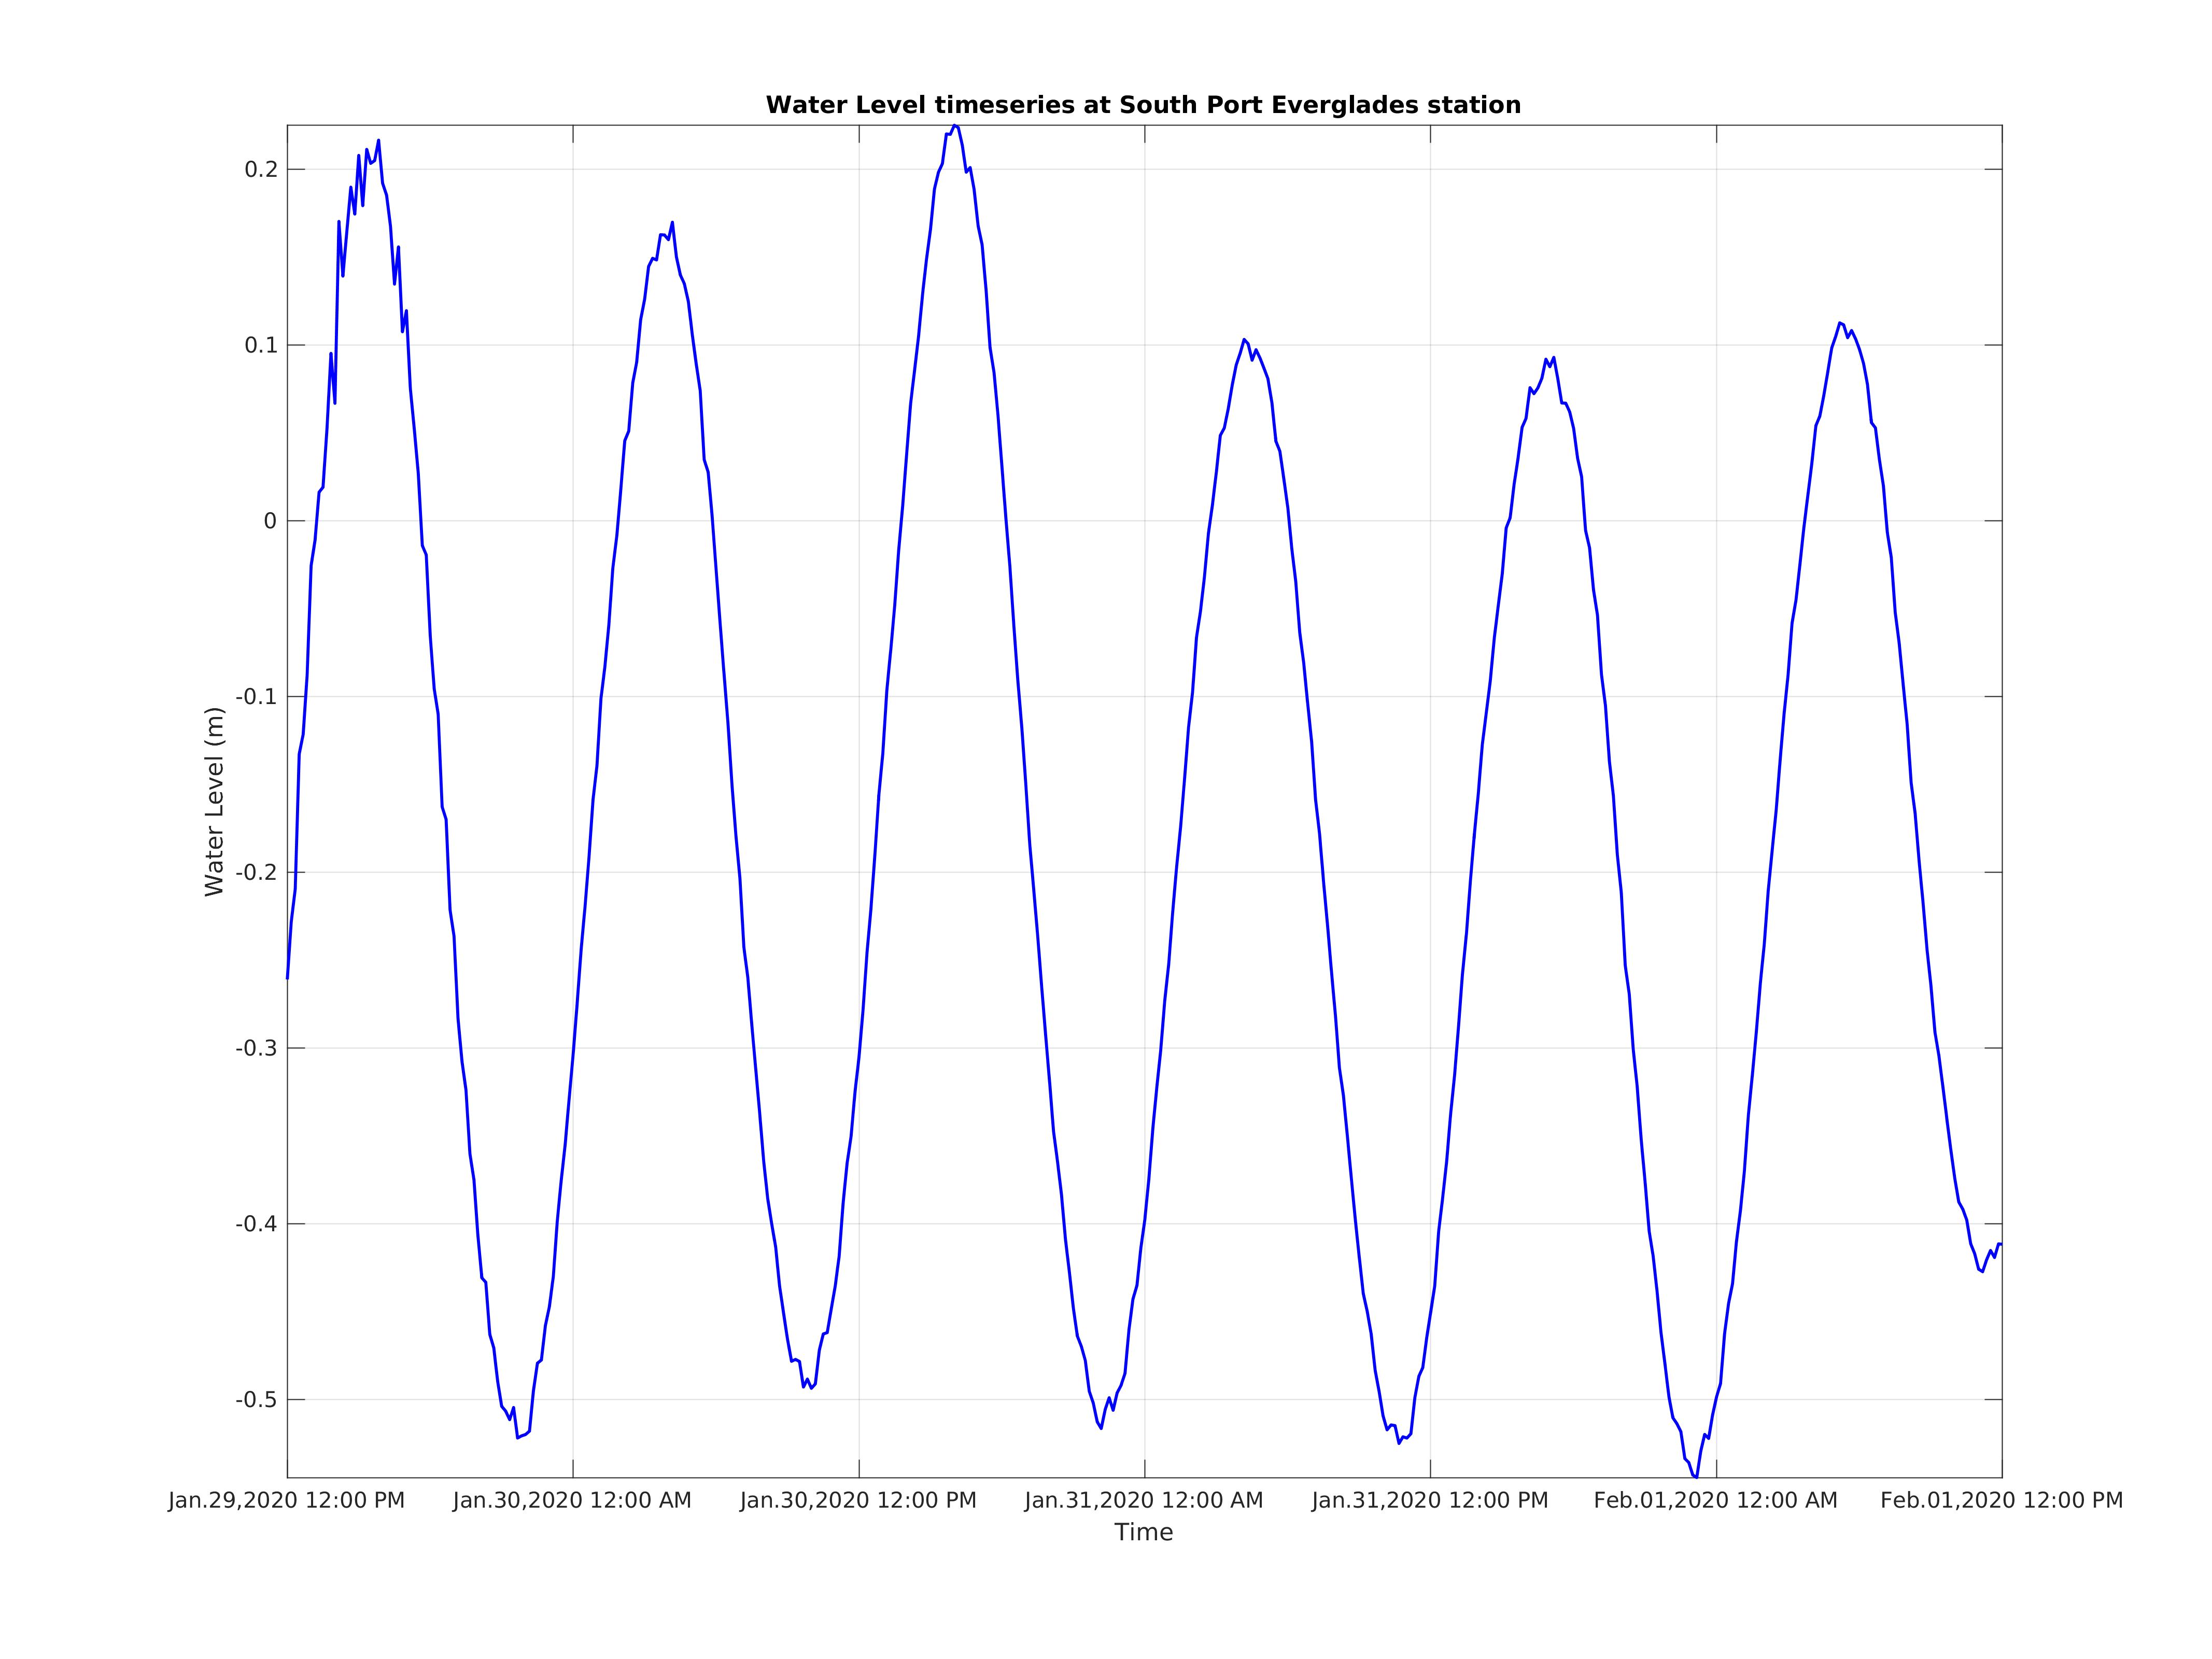 Water Level timeseries at South Port Everglades station
0.2
0.1
0
-0.1
-0.2
-0.3
-0.4
-0.5
Water Level (m)
Jan.29,2020 12:00 PM
Jan.30,2020 12:00 AM
Jan.30,2020 12:00 PM
Jan.31,2020 12:00 AM
Jan.31,2020 12:00 PM
Feb.01,2020 12:00 AM
Feb.01,2020 12:00 PM
Time